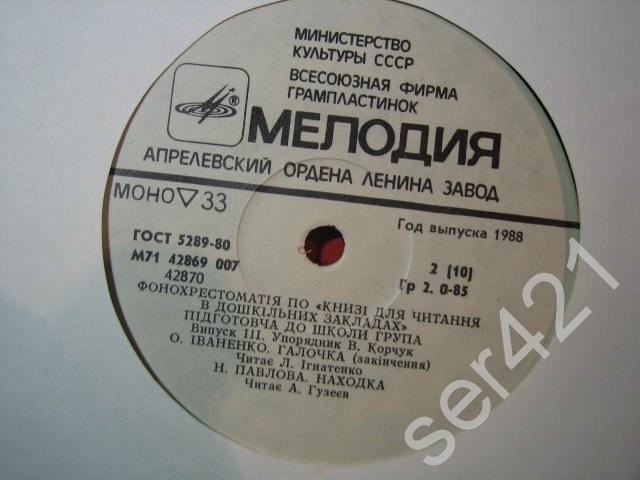 МИНИСТЕРСТВО
КУЛЬТУРЫ СССР
ВСЕСОЮЗНАЯ ФИРМА
ГРАМПЛАСТИНОК
®
МЕЛОДИЯ
АПРЕЛЕВСКИЙ ОРДЕНА ЛЕНИНА ЗАВОД
МОНО ▽ 33
Год выпуска 1988
ГОСТ 5289-80
М71 42869 007
42870
2 (10)
Гр 2. 0-85
ФОНОХРЕСТОМАТІЯ ПО «КНИЗІ ДЛЯ ЧИТАННЯ
В ДОШКІЛЬНИХ ЗАКЛАДАХ»
ПІДГОТОВЧА ДО ШКОЛИ ГРУПА
Випуск III. Упорядник В. Корчук
О. ІВАНЕНКО. ГАЛОЧКА (закінчення)
Читає Л. Ігнатенко
Н. ПАВЛОВА. НАХОДКА
Читає А. Гузеєв
ser421